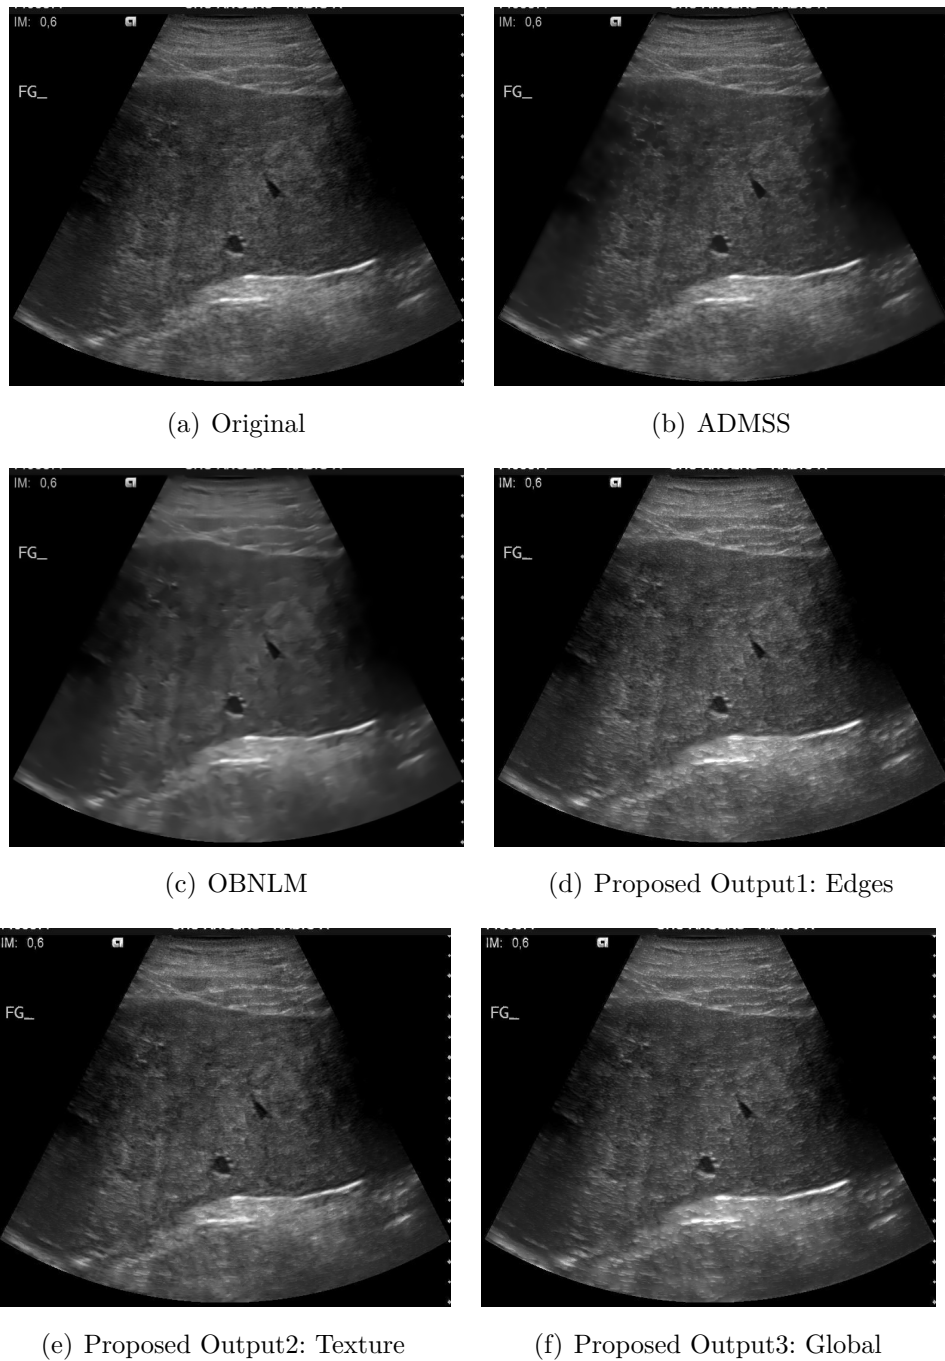 IM: 0,6
IM: 0,6
FG_
FG_
(a) Original
(b) ADMSS
IM: 0,6
IM: 0,6
FG_
FG_
(c) OBNLM
(d) Proposed Output1: Edges
IM: 0,6
IM: 0,6
FG_
FG_
(e) Proposed Output2: Texture
(f) Proposed Output3: Global